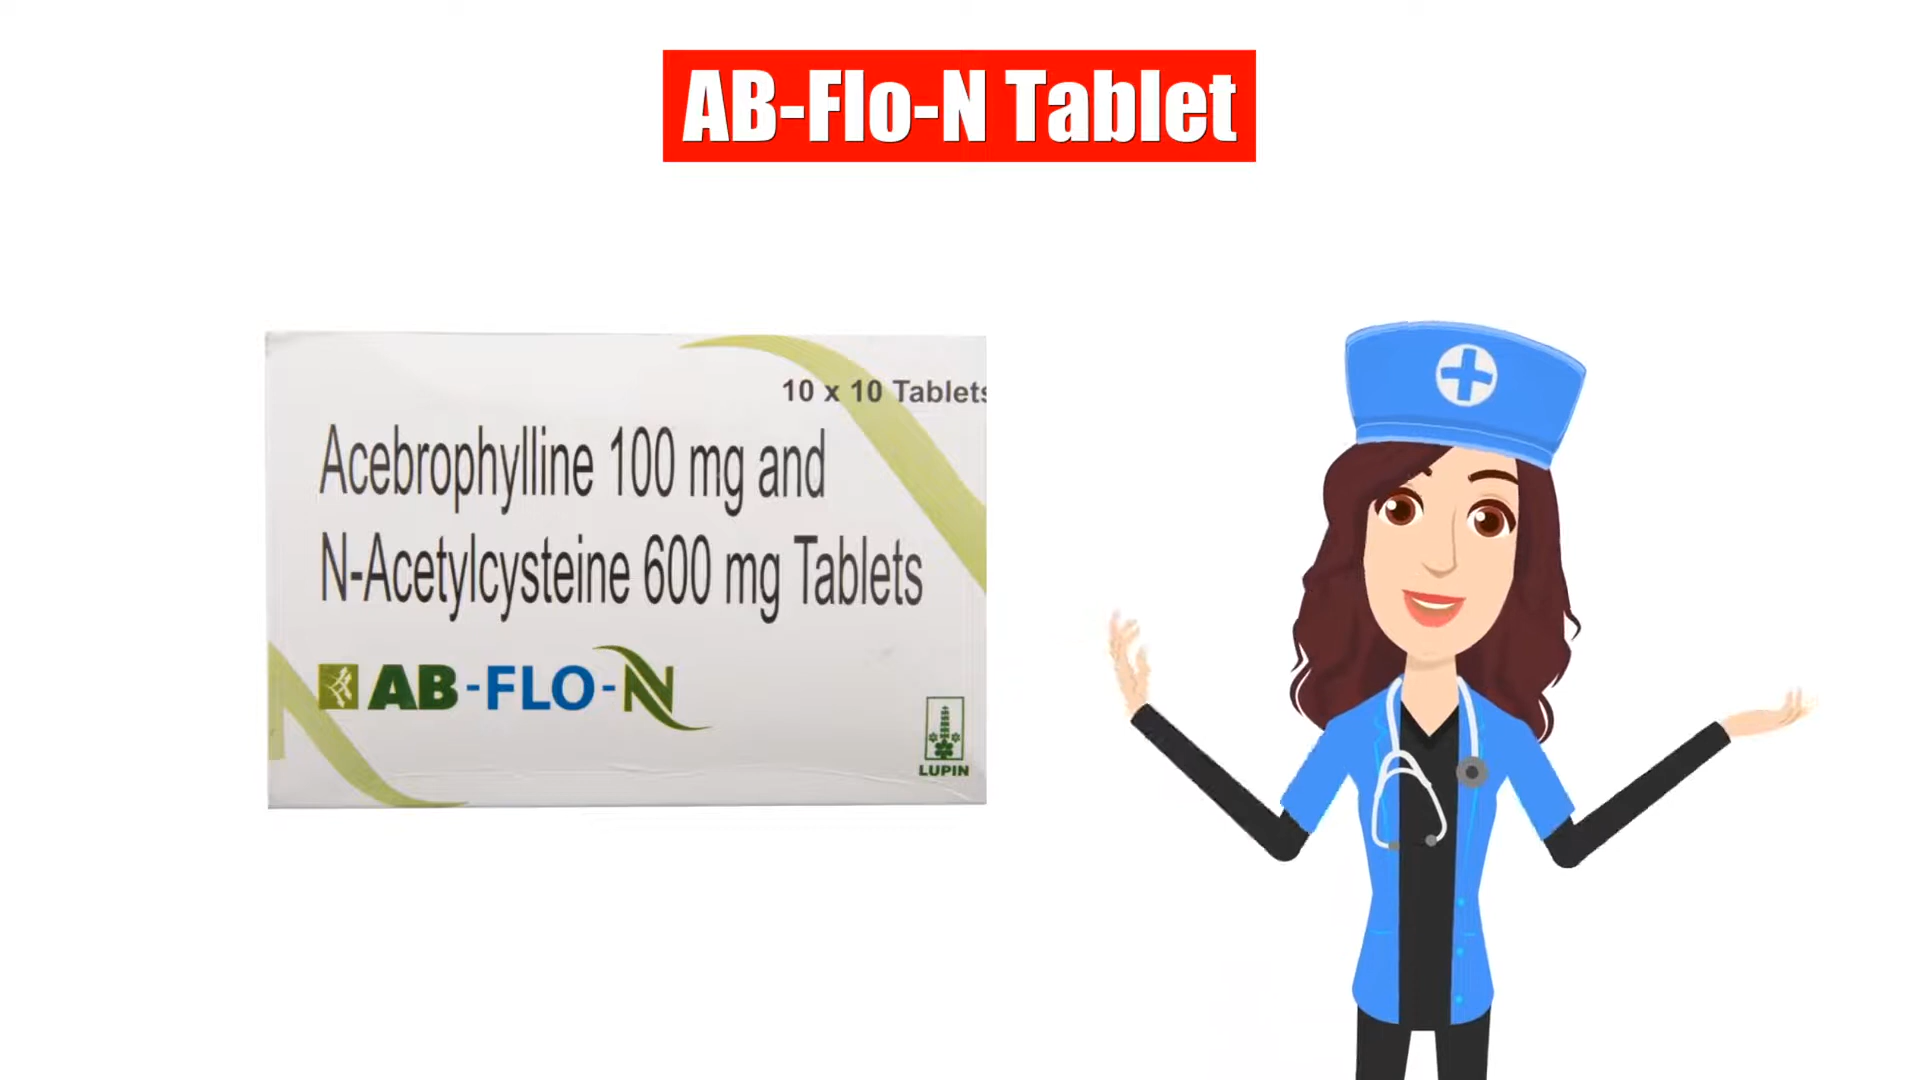 AB-Flo-N Tablet
10 x 10 Tablets
Acebrophylline 100 mg and
N-Acetylcysteine 600 mg Tablets
AB-FLO-N
LUPIN